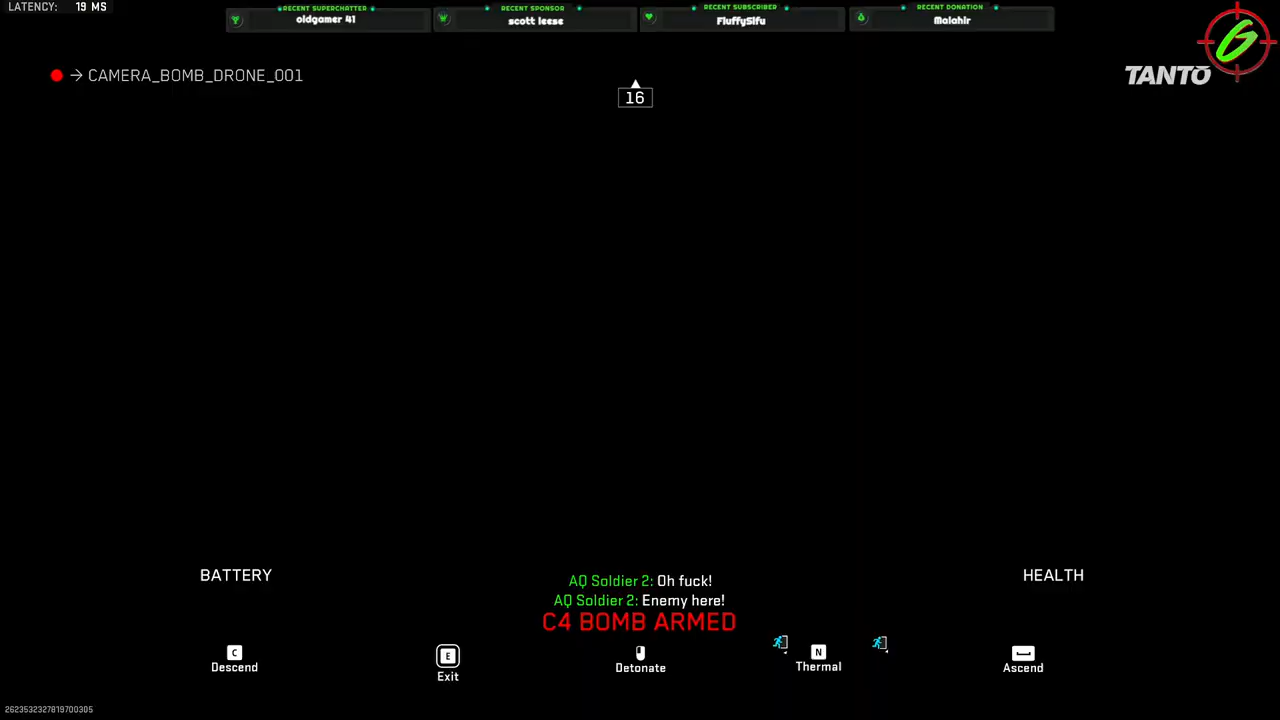 LATENCY: 19 MS
RECENT SUPERCHATTER
oldgamer 41
RECENT SPONSOR
scott leese
RECENT SUBSCRIBER
FluffySifu
RECENT DONATION
Malahir
CAMERA_BOMB_DRONE_001
TANTO
G
16
BATTERY
HEALTH
AQ Soldier 2: Oh fuck!
AQ Soldier 2: Enemy here!
C4 BOMB ARMED
C
Descend
E
Exit
Detonate
N
Thermal
Ascend
2623532327819700305